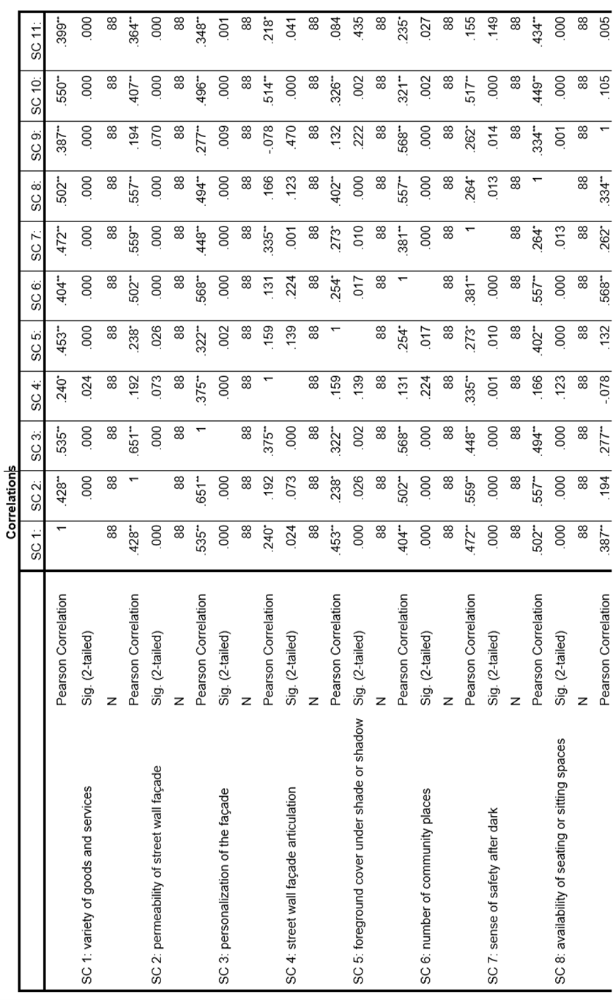 Correlations
SC 1: SC 2: SC 3: SC 4: SC 5: SC 6: SC 7: SC 8: SC 9: SC 10: SC 11:
SC 1: variety of goods and services Pearson Correlation 1 .428** .535** .240* .453** .404** .472** .502** .387** .550** .399**
Sig. (2-tailed) .000 .000 .024 .000 .000 .000 .000 .000 .000 .000
N 88 88 88 88 88 88 88 88 88 88 88
SC 2: permeability of street wall façade Pearson Correlation .428** 1 .651** .192 .238* .502** .559** .557** .194 .407** .364**
Sig. (2-tailed) .000 .000 .073 .026 .000 .000 .000 .070 .000 .000
N 88 88 88 88 88 88 88 88 88 88 88
SC 3: personalization of the façade Pearson Correlation .535** .651** 1 .375** .322** .568** .448** .494** .277** .496** .348**
Sig. (2-tailed) .000 .000 .000 .002 .000 .000 .000 .009 .000 .001
N 88 88 88 88 88 88 88 88 88 88 88
SC 4: street wall façade articulation Pearson Correlation .240* .192 .375** 1 .159 .131 .335** .166 -.078 .514** .218*
Sig. (2-tailed) .024 .073 .000 .139 .224 .001 .123 .470 .000 .041
N 88 88 88 88 88 88 88 88 88 88 88
SC 5: foreground cover under shade or shadow Pearson Correlation .453** .238* .322** .159 1 .254* .273* .402** .132 .326** .084
Sig. (2-tailed) .000 .026 .002 .139 .017 .010 .000 .222 .002 .435
N 88 88 88 88 88 88 88 88 88 88 88
SC 6: number of community places Pearson Correlation .404** .502** .568** .131 .254* 1 .381** .557** .568** .321** .235*
Sig. (2-tailed) .000 .000 .000 .224 .017 .000 .000 .000 .002 .027
N 88 88 88 88 88 88 88 88 88 88 88
SC 7: sense of safety after dark Pearson Correlation .472** .559** .448** .335** .273* .381** 1 .264* .262* .517** .155
Sig. (2-tailed) .000 .000 .000 .001 .010 .000 .013 .014 .000 .149
N 88 88 88 88 88 88 88 88 88 88 88
SC 8: availability of seating or sitting spaces Pearson Correlation .502** .557** .494** .166 .402** .557** .264* 1 .334** .449** .434**
Sig. (2-tailed) .000 .000 .000 .123 .000 .000 .013 .001 .000 .000
N 88 88 88 88 88 88 88 88 88 88 88
Pearson Correlation .387** .194 .277** -.078 .132 .568** .262* .334** 1 .105 .005